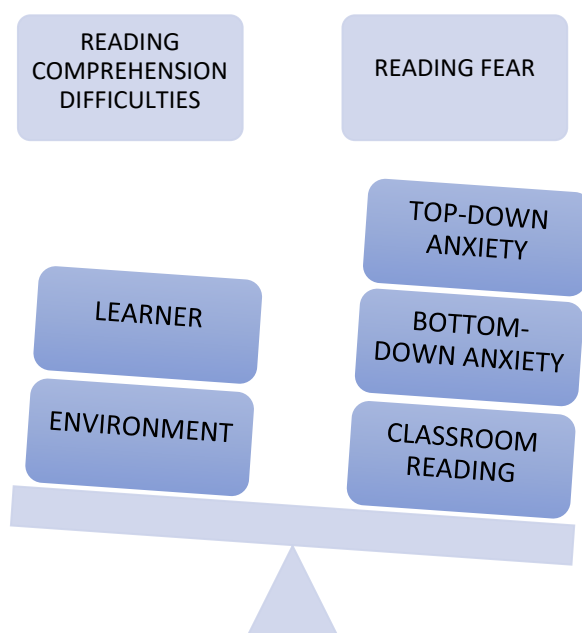 READING
COMPREHENSION
DIFFICULTIES
READING FEAR
TOP-DOWN
ANXIETY
LEARNER
BOTTOM-
DOWN ANXIETY
ENVIRONMENT
CLASSROOM
READING